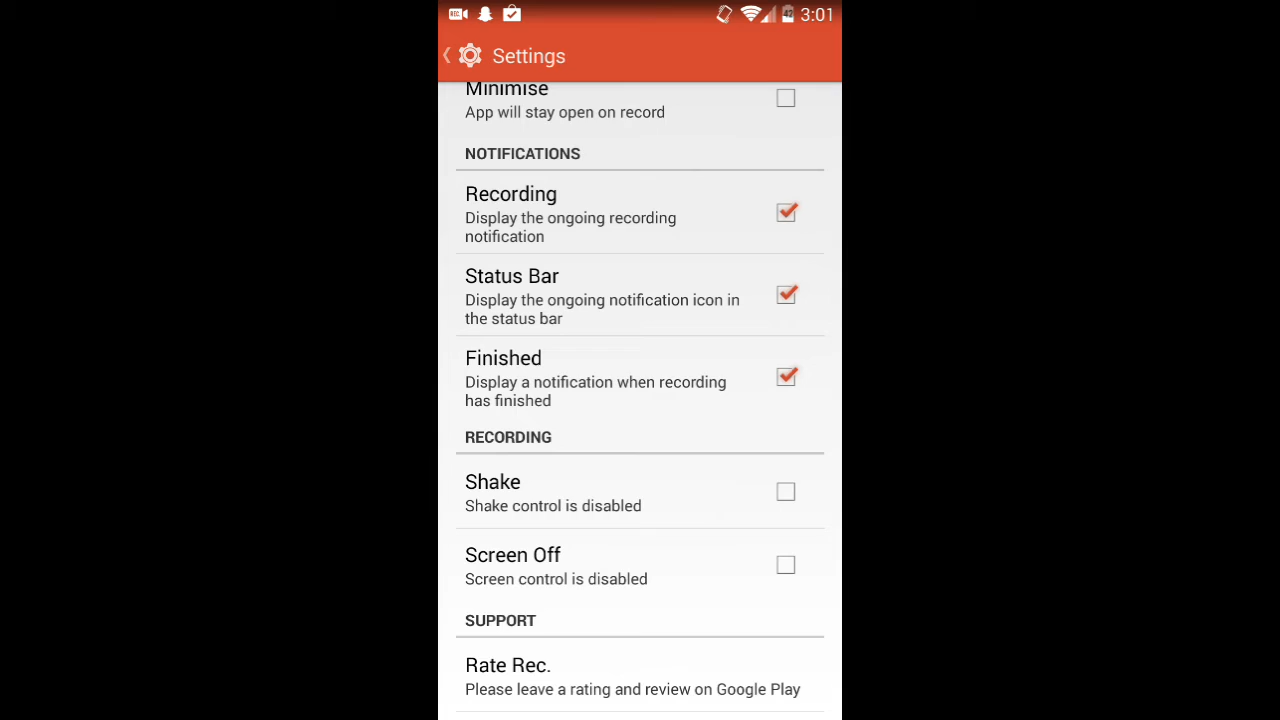 REC 42 3:01
Settings
Minimise
App will stay open on record
NOTIFICATIONS
Recording
Display the ongoing recording
notification
Status Bar
Display the ongoing notification icon in
the status bar
Finished
Display a notification when recording
has finished
RECORDING
Shake
Shake control is disabled
Screen Off
Screen control is disabled
SUPPORT
Rate Rec.
Please leave a rating and review on Google Play